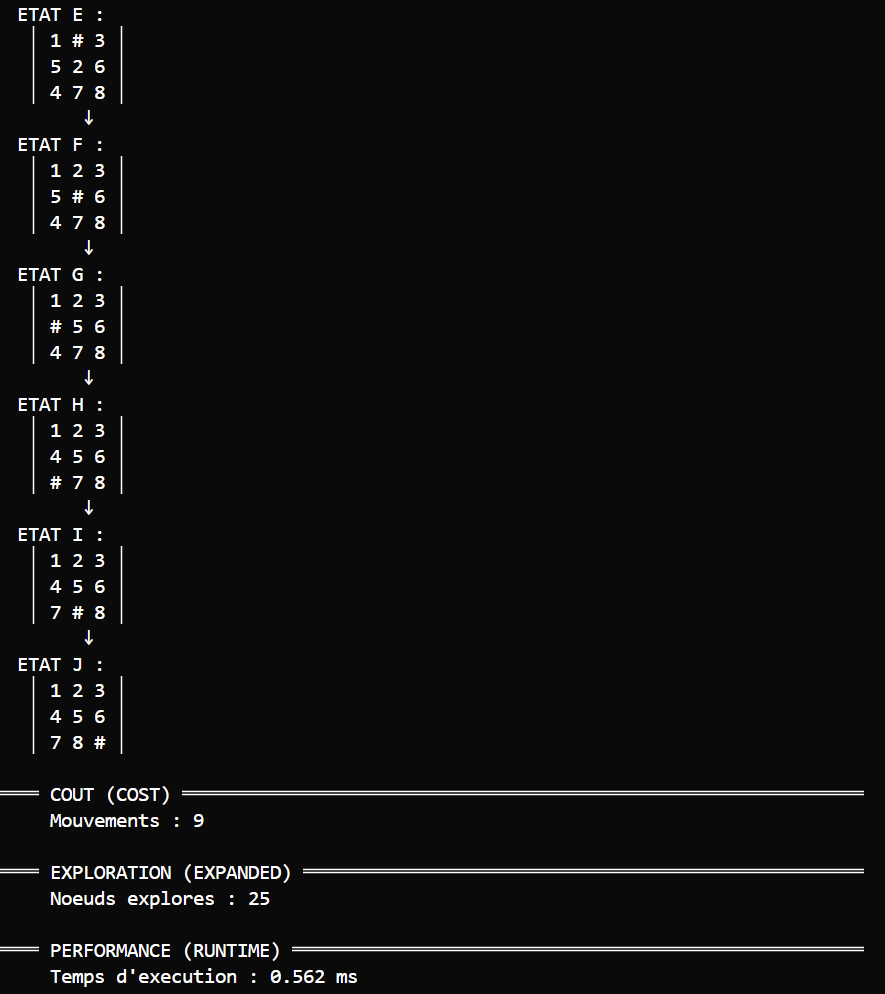 ETAT E :
│ 1 # 3 │
│ 5 2 6 │
│ 4 7 8 │
↓
ETAT F :
│ 1 2 3 │
│ 5 # 6 │
│ 4 7 8 │
↓
ETAT G :
│ 1 2 3 │
│ # 5 6 │
│ 4 7 8 │
↓
ETAT H :
│ 1 2 3 │
│ 4 5 6 │
│ # 7 8 │
↓
ETAT I :
│ 1 2 3 │
│ 4 5 6 │
│ 7 # 8 │
↓
ETAT J :
│ 1 2 3 │
│ 4 5 6 │
│ 7 8 # │
COUT (COST)
Mouvements : 9
EXPLORATION (EXPANDED)
Noeuds explores : 25
PERFORMANCE (RUNTIME)
Temps d'execution : 0.562 ms